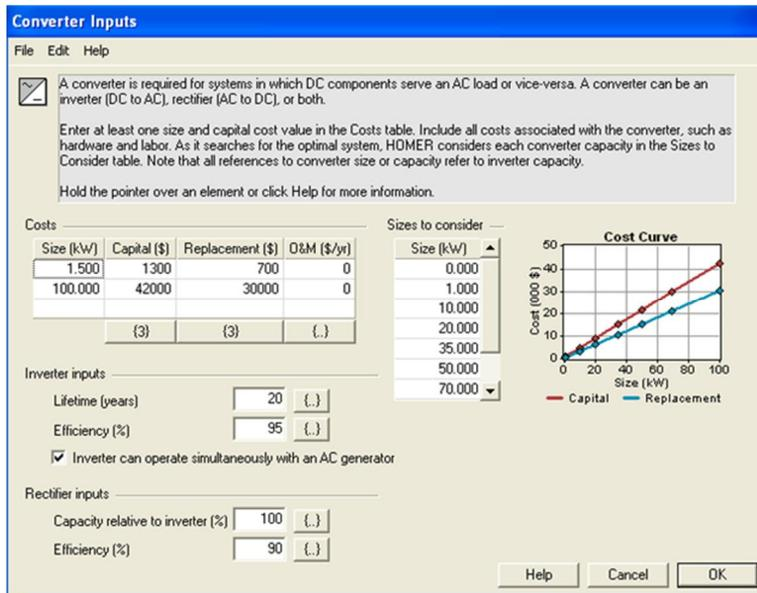 Converter Inputs
File Edit Help
A converter is required for systems in which DC components serve an AC load or vice-versa. A converter can be an
inverter (DC to AC), rectifier (AC to DC), or both.
Enter at least one size and capital cost value in the Costs table. Include all costs associated with the converter, such as
hardware and labor. As it searches for the optimal system, HOMER considers each converter capacity in the Sizes to
Consider table. Note that all references to converter size or capacity refer to inverter capacity.
Hold the pointer over an element or click Help for more information.
Costs
Size (kW) Capital ($) Replacement ($) O&M ($/yr)
1.500 1300 700 0
100.000 42000 30000 0
{3} {3} {..}
Sizes to consider
Size (kW)
0.000
1.000
10.000
20.000
35.000
50.000
70.000
Cost Curve
Cost (000 $)
50
40
30
20
10
0
0 20 40 60 80 100
Size (kW)
Capital Replacement
Inverter inputs
Lifetime (years) 20 {..}
Efficiency (%) 95 {..}
Inverter can operate simultaneously with an AC generator
Rectifier inputs
Capacity relative to inverter (%) 100 {..}
Efficiency (%) 90 {..}
Help Cancel OK